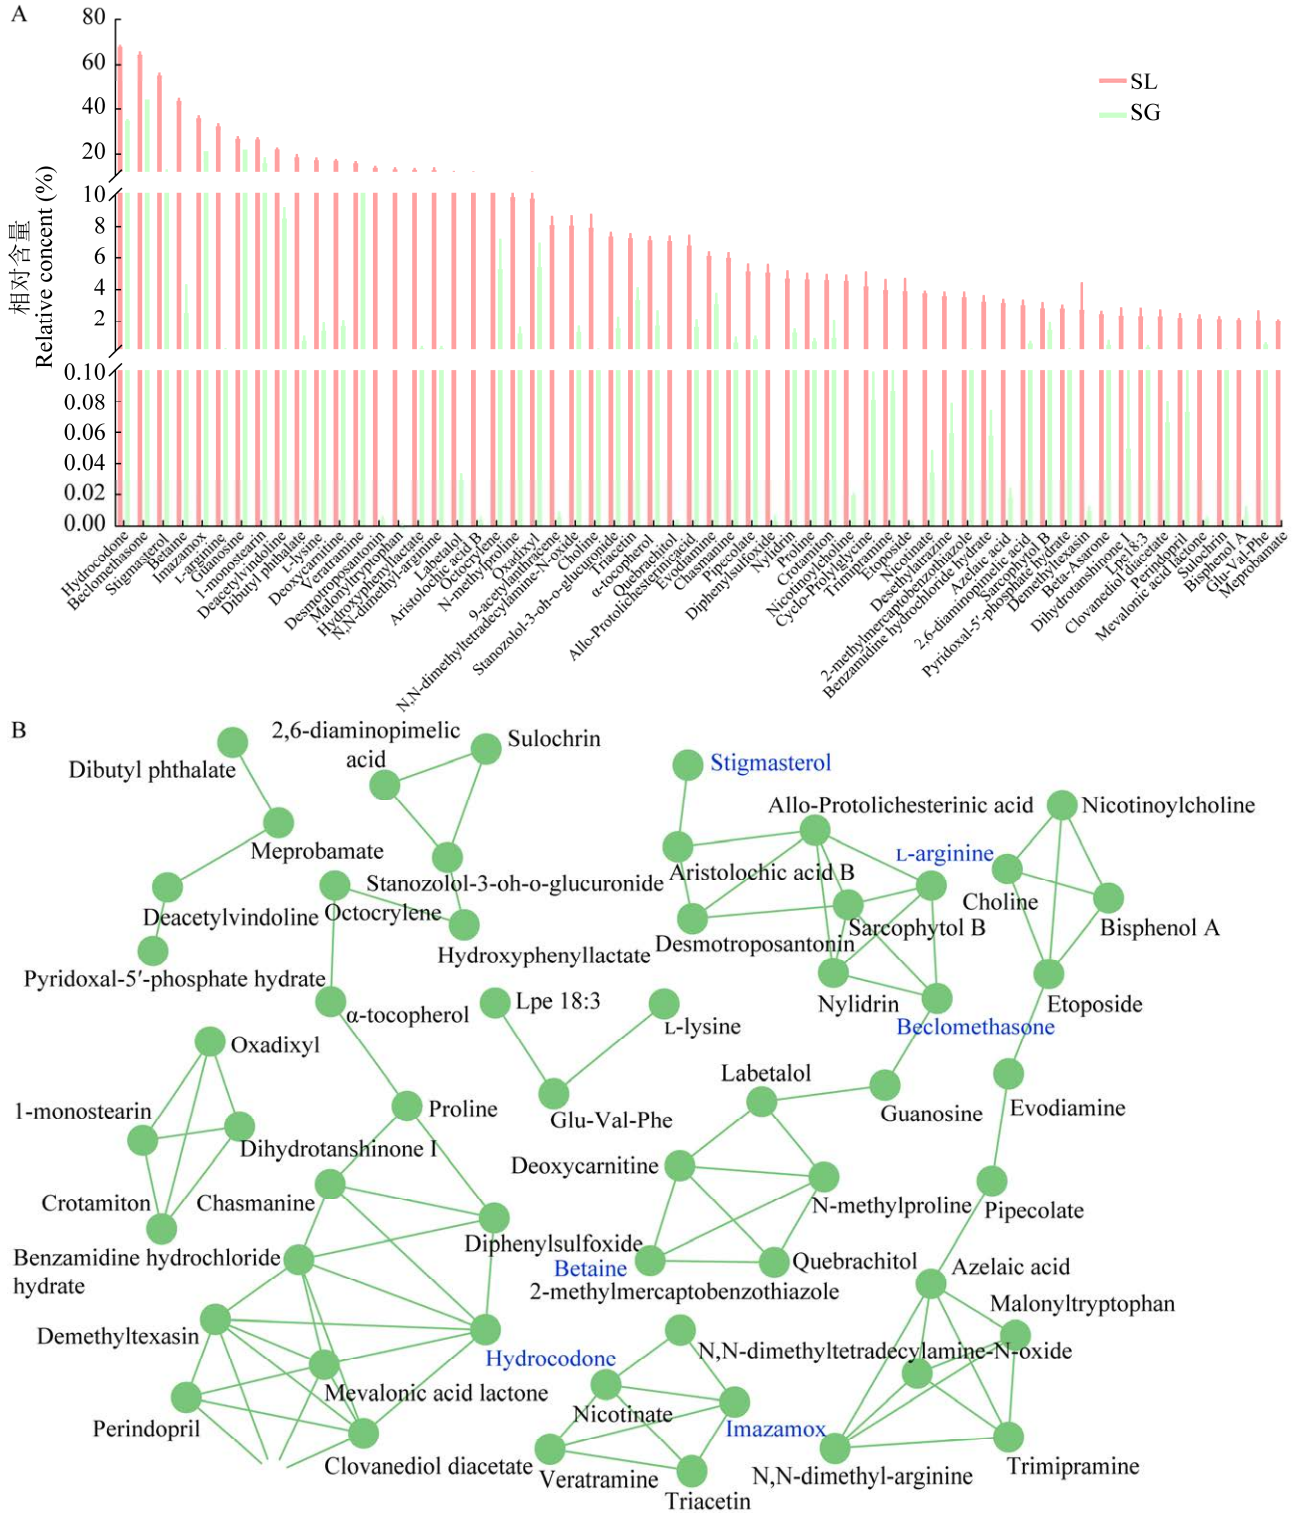 A
80
60
40
20
10
8
6
4
2
0.10
0.08
0.06
0.04
0.02
0.00
相对含量
Relative concent (%)
SL
SG
Hydrocodone
Beclomethasone
Stigmasterol
Betaine
Imazamox
L-arginine
Guanosine
1-monostearin
Deacetylvindoline
Dibutyl phthalate
L-lysine
Deoxycarnitine
Veratramine
Desmotroposantonin
Malonyltryptophan
Hydroxyphenyllactate
N,N-dimethyl-arginine
Labetalol
Aristolochic acid B
Octocrylene
N-methylproline
Oxadixyl
9-acetylanthracene
N,N-dimethyltetradecylamine-N-oxide
Choline
Stanozolol-3-oh-o-glucuronide
Triacetin
α-tocopherol
Quebrachitol
Allo-Protolichesterinicacid
Evodiamine
Chasmanine
Pipecolate
Diphenylsulfoxide
Nylidrin
Proline
Crotamiton
Nicotinoylcholine
Cyclo-Prolylglycine
Trimipramine
Etoposide
Nicotinate
Desethylatrazine
2-methylmercaptobenzothiazole
Benzamidine hydrochloride hydrate
Azelaic acid
2,6-diaminopimelic acid
Sarcophytol B
Pyridoxal-5′-phosphate hydrate
Demethyltexasin
Beta-Asarone
Dihydrotanshinone I
Lpe18:3
Clovanediol diacetate
Perindopril
Mevalonic acid lactone
Sulochrin
Bisphenol A
Glu-Val-Phe
Meprobamate
B
2,6-diaminopimelic
acid
Sulochrin
Dibutyl phthalate
Stigmasterol
Allo-Protolichesterinic acid
Nicotinoylcholine
Meprobamate
L-arginine
Stanozolol-3-oh-o-glucuronide
Aristolochic acid B
Choline
Deacetylvindoline
Octocrylene
Sarcophytol B
Bisphenol A
Hydroxyphenyllactate
Desmotroposantonin
Pyridoxal-5′-phosphate hydrate
Lpe 18:3
Nylidrin
Etoposide
α-tocopherol
L-lysine
Beclomethasone
Oxadixyl
Labetalol
1-monostearin
Proline
Glu-Val-Phe
Guanosine
Evodiamine
Dihydrotanshinone I
Deoxycarnitine
Crotamiton
Chasmanine
N-methylproline
Pipecolate
Diphenylsulfoxide
Benzamidine hydrochloride
hydrate
Betaine
Quebrachitol
Azelaic acid
2-methylmercaptobenzothiazole
Malonyltryptophan
Demethyltexasin
Hydrocodone
N,N-dimethyltetradecylamine-N-oxide
Mevalonic acid lactone
Nicotinate
Perindopril
Imazamox
Clovanediol diacetate
Veratramine
N,N-dimethyl-arginine
Trimipramine
Triacetin